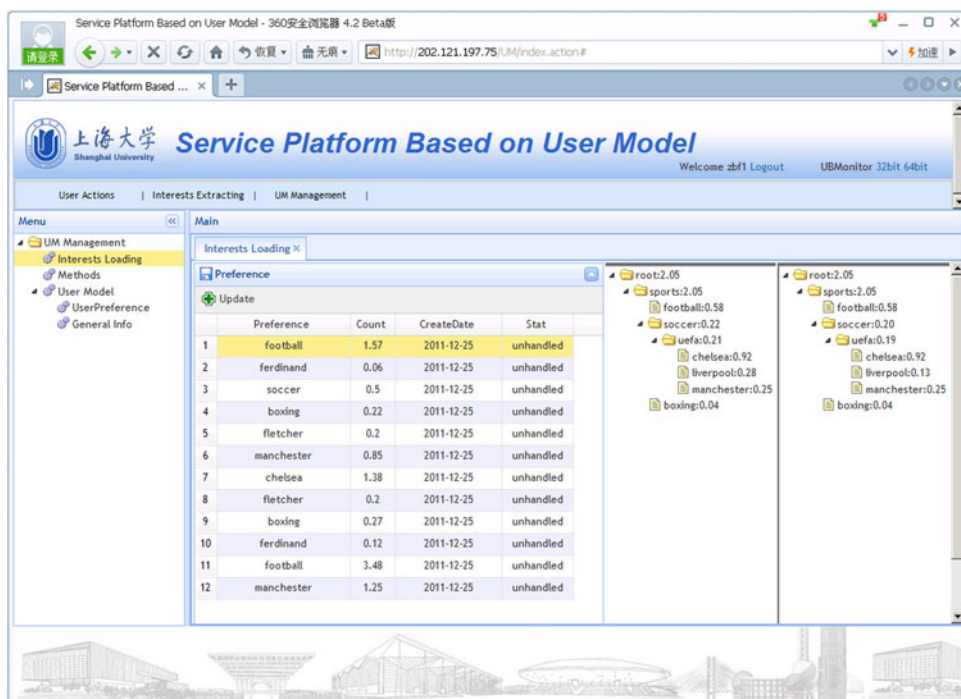 Service Platform Based on User Model - 360安全浏览器 4.2 Beta版
请登录
恢复
无痕
http://202.121.197.75/UM/index.action#
加速
Service Platform Based ...
上海大学
Shanghai University
Service Platform Based on User Model
Welcome zbf1 Logout UBMonitor 32bit 64bit
User Actions | Interests Extracting | UM Management |
Menu
UM Management
Interests Loading
Methods
User Model
UserPreference
General Info
Main
Interests Loading
Preference
Update
Preference Count CreateDate Stat
1 football 1.57 2011-12-25 unhandled
2 ferdinand 0.06 2011-12-25 unhandled
3 soccer 0.5 2011-12-25 unhandled
4 boxing 0.22 2011-12-25 unhandled
5 fletcher 0.2 2011-12-25 unhandled
6 manchester 0.85 2011-12-25 unhandled
7 chelsea 1.38 2011-12-25 unhandled
8 fletcher 0.2 2011-12-25 unhandled
9 boxing 0.27 2011-12-25 unhandled
10 ferdinand 0.12 2011-12-25 unhandled
11 football 3.48 2011-12-25 unhandled
12 manchester 1.25 2011-12-25 unhandled
root:2.05
sports:2.05
football:0.58
soccer:0.22
uefa:0.21
chelsea:0.92
liverpool:0.28
manchester:0.25
boxing:0.04
root:2.05
sports:2.05
football:0.58
soccer:0.20
uefa:0.19
chelsea:0.92
liverpool:0.13
manchester:0.25
boxing:0.04